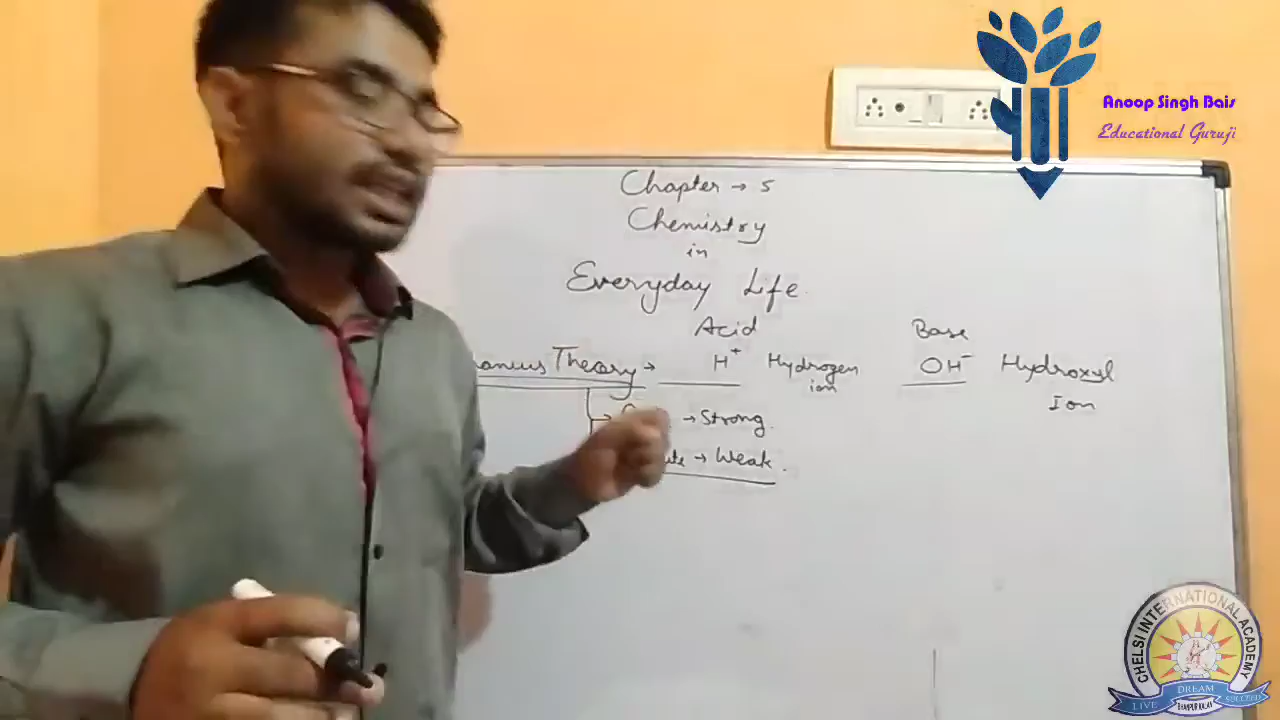 Anoop Singh Bais
Educational Guruji
Chapter → 5
Chemistry
in
Everyday Life
Acid
Base
Theory →
H⁺ Hydrogen
ion
OH⁻ Hydroxyl
Ion
→ Strong.
→ Weak.
CHELSI INTERNATIONAL ACADEMY
LIVE DREAM SUCCEED